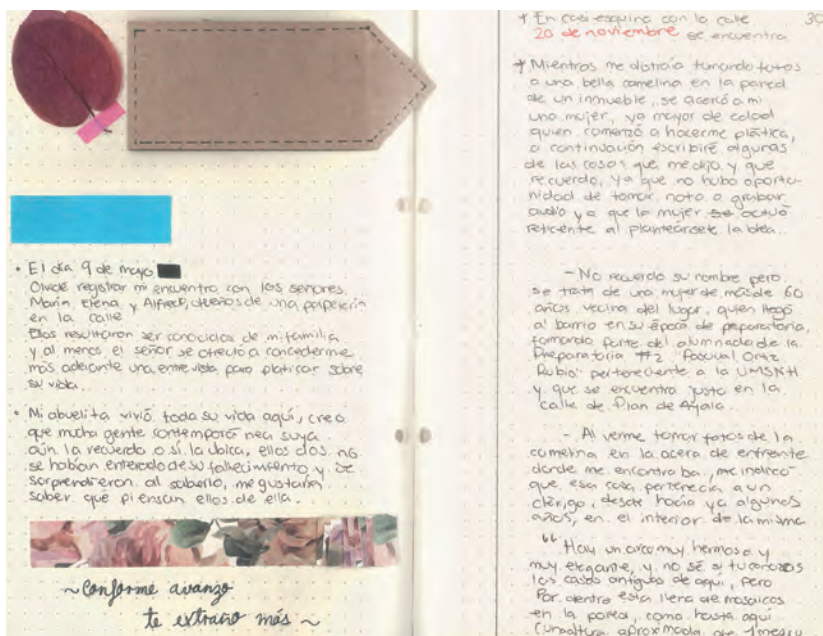 • El día 9 de mayo
Olvidé registrar mi encuentro con los señores
María Elena y Alfredo, dueños de una papelería
en la calle
Ellos resultaron ser conocidos de mi familia
y al menos el señor se ofreció a concederme
más adelante una entrevista para platicar sobre
su vida.
• Mi abuelita vivió toda su vida aquí, creo
que mucha gente contemporánea suya
aún la recuerda o si la ubica, ellos dos no
se habían enterado de su fallecimiento y se
sorprendieron al saberlo, me gustaría
saber qué piensan ellos de ella.
~ Conforme avanzo
te extraño más ~
30
+ En casi esquina con la calle
20 de noviembre se encuentra
+ Mientras me distraía tomando fotos
a una bella camelina en la pared
de un inmueble, se acercó a mi
una mujer, ya mayor de edad
quien comenzó a hacerme plática,
a continuación escribiré algunas
de las cosas que me dijo y que
recuerdo, ya que no hubo oportu-
nidad de tomar nota o grabar
audio ya que la mujer se actuó
reticente al planteársele la idea.
- No recuerdo su nombre pero
se trata de una mujer de más de 60
años, vecina del lugar, quien llegó
al barrio en su época de preparatoria,
formando parte del alumnado de la
Preparatoria #2 "Pascual Ortiz
Rubio" perteneciente a la UMSNH
y que se encuentra justo en la
calle de Plan de Ayala.
- Al verme tomar fotos de la
camelina en la acera de enfrente
donde me encontraba, me indicó
que esa casa pertenecía a un
clérigo, desde hacía ya algunos
años, en el interior de la misma
"Hay un arco muy hermoso y
muy elegante, y no sé si tu conozcas
las casas antiguas de aquí, pero
Por dentro esta llena de mosaicos
en la pared, como hasta aquí
(una altura aproximada de 1 metro